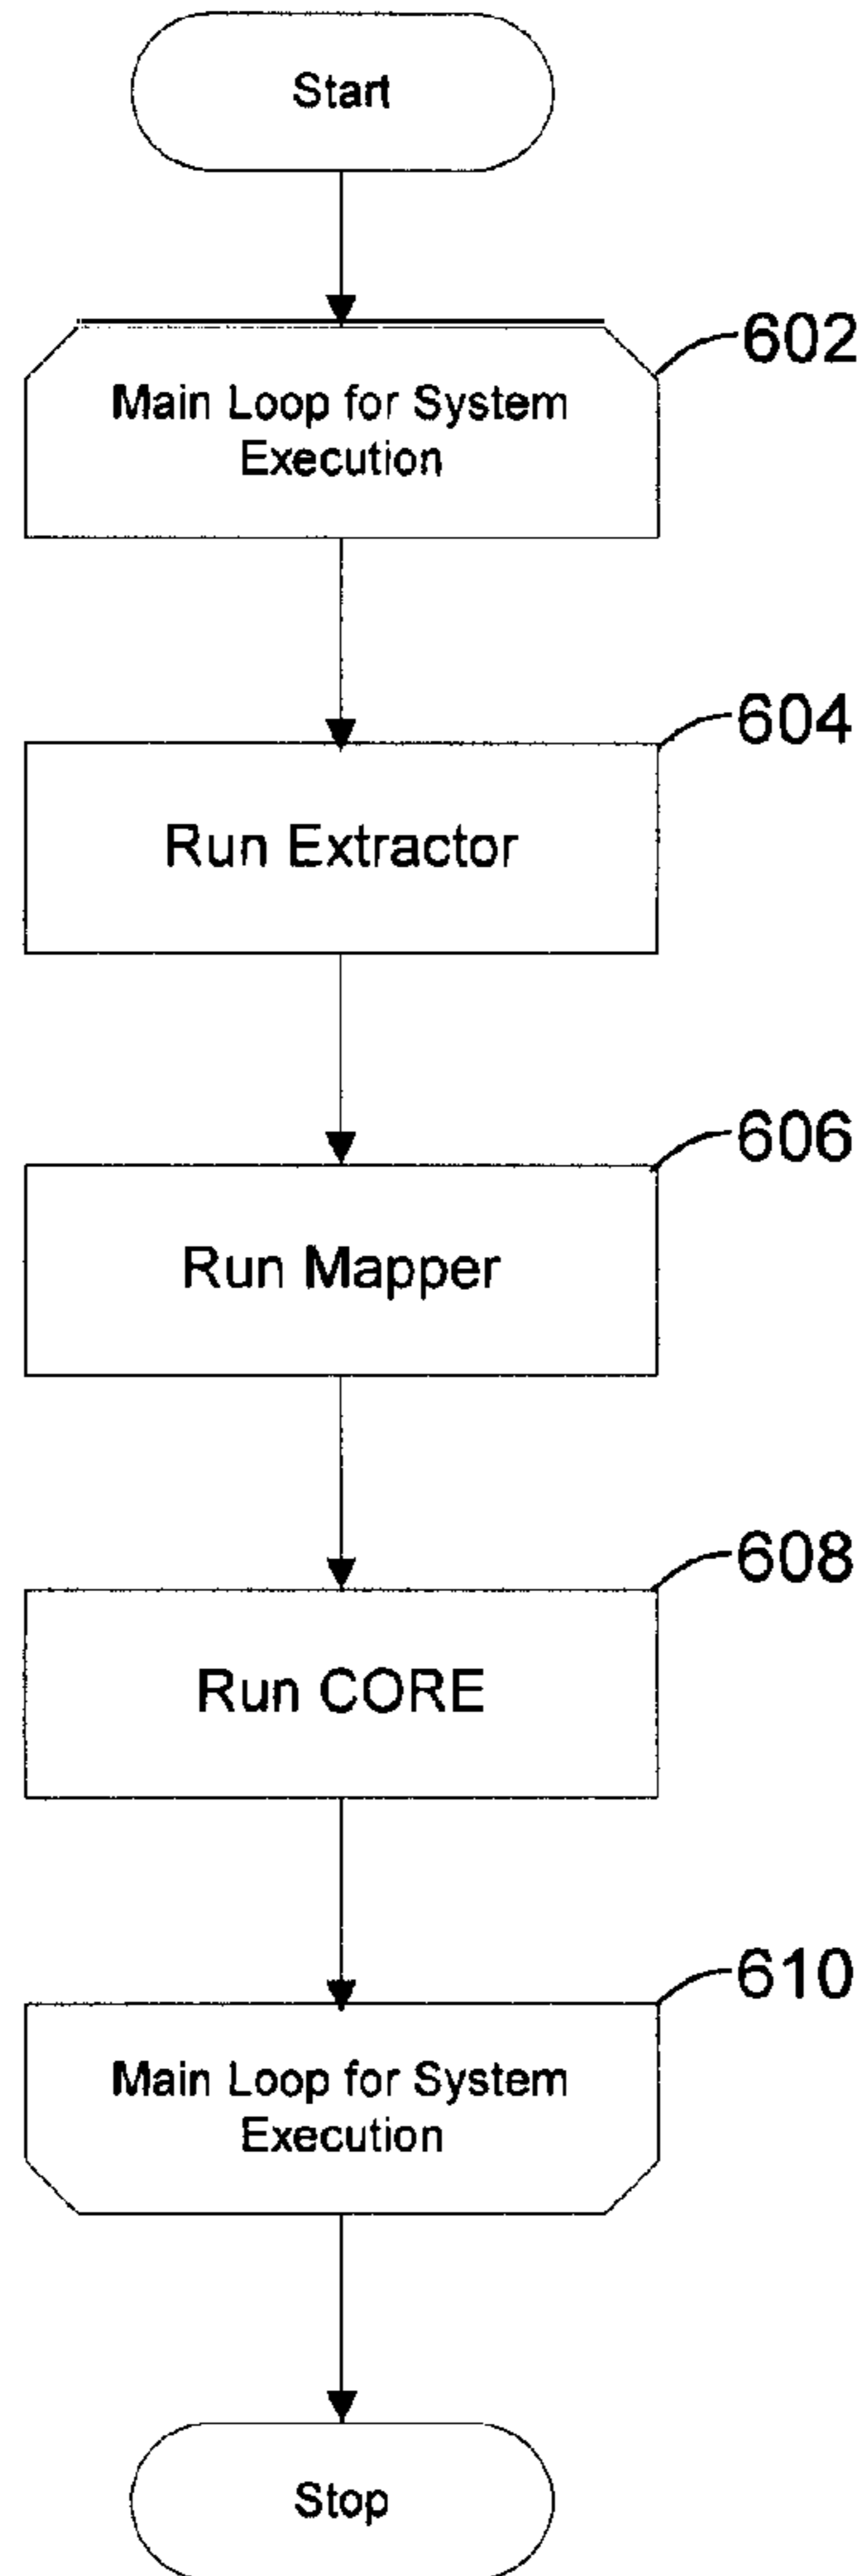 Start
602
Main Loop for System
Execution
604
Run Extractor
606
Run Mapper
608
Run CORE
610
Main Loop for System
Execution
Stop